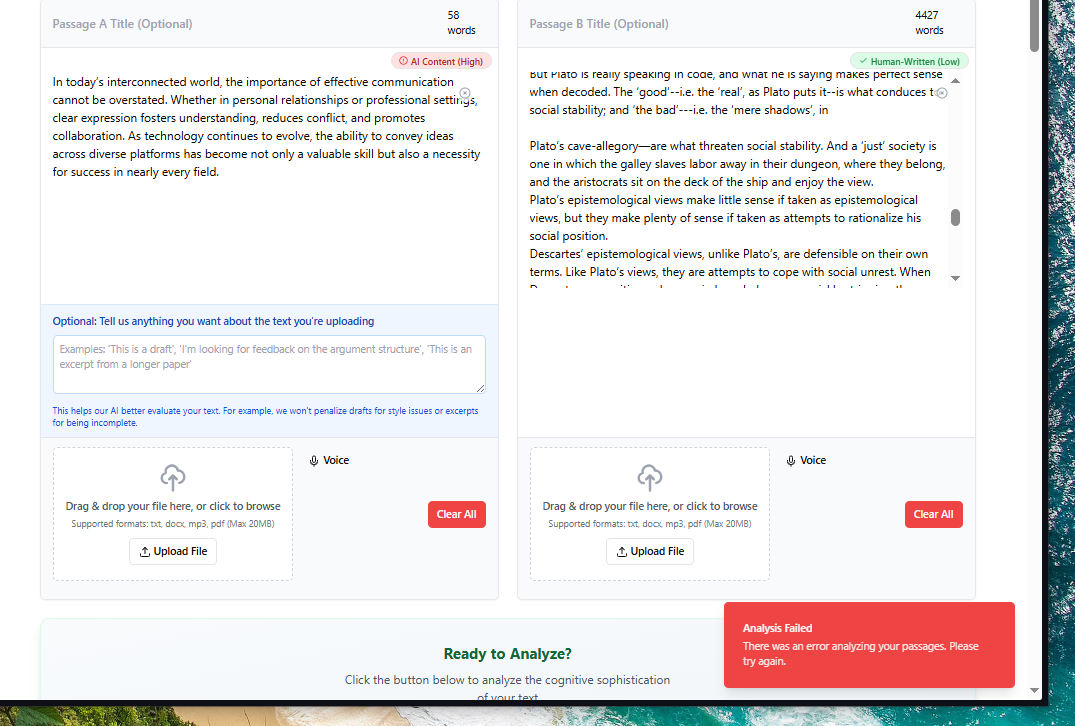 Passage A Title (Optional)
58
words
AI Content (High)
In today's interconnected world, the importance of effective communication
cannot be overstated. Whether in personal relationships or professional settings,
clear expression fosters understanding, reduces conflict, and promotes
collaboration. As technology continues to evolve, the ability to convey ideas
across diverse platforms has become not only a valuable skill but also a necessity
for success in nearly every field.
Optional: Tell us anything you want about the text you're uploading
Examples: 'This is a draft', 'I'm looking for feedback on the argument structure', 'This is an
excerpt from a longer paper'
This helps our AI better evaluate your text. For example, we won't penalize drafts for style issues or excerpts
for being incomplete.
Voice
Drag & drop your file here, or click to browse
Supported formats: txt, docx, mp3, pdf (Max 20MB)
Upload File
Clear All
Passage B Title (Optional)
4427
words
Human-Written (Low)
But Plato is really speaking in code, and what he is saying makes perfect sense
when decoded. The 'good'--i.e. the 'real', as Plato puts it--is what conduces to
social stability; and 'the bad'---i.e. the 'mere shadows', in
Plato's cave-allegory—are what threaten social stability. And a 'just' society is
one in which the galley slaves labor away in their dungeon, where they belong,
and the aristocrats sit on the deck of the ship and enjoy the view.
Plato's epistemological views make little sense if taken as epistemological
views, but they make plenty of sense if taken as attempts to rationalize his
social position.
Descartes' epistemological views, unlike Plato's, are defensible on their own
terms. Like Plato's views, they are attempts to cope with social unrest. When
Voice
Drag & drop your file here, or click to browse
Supported formats: txt, docx, mp3, pdf (Max 20MB)
Upload File
Clear All
Ready to Analyze?
Click the button below to analyze the cognitive sophistication
of your text
Analysis Failed
There was an error analyzing your passages. Please
try again.